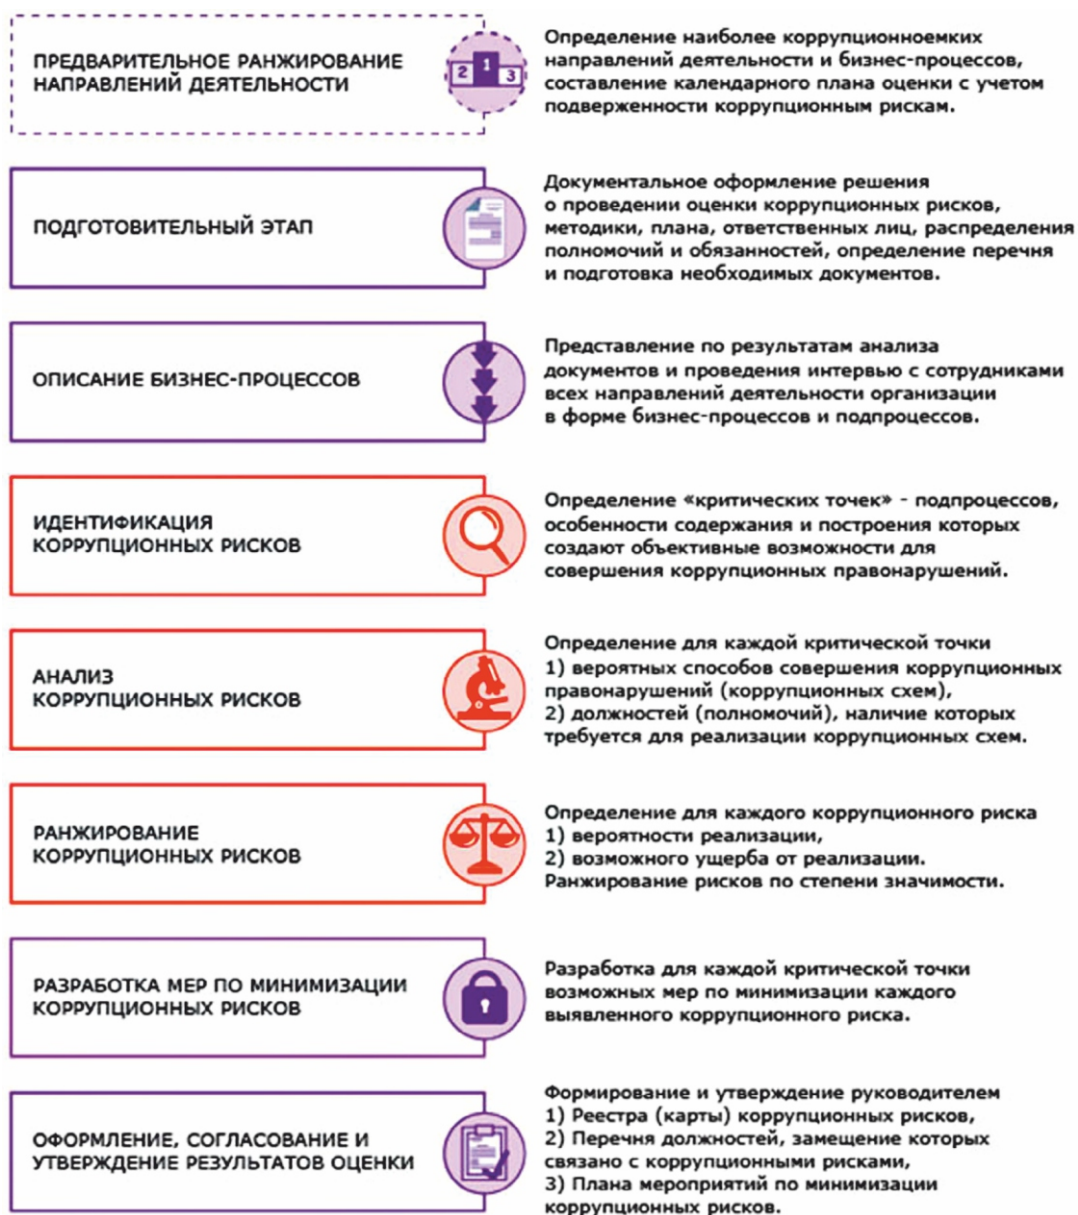 ПРЕДВАРИТЕЛЬНОЕ РАНЖИРОВАНИЕ
НАПРАВЛЕНИЙ ДЕЯТЕЛЬНОСТИ
2 1 3
Определение наиболее коррупционноемких
направлений деятельности и бизнес-процессов,
составление календарного плана оценки с учетом
подверженности коррупционным рискам.
ПОДГОТОВИТЕЛЬНЫЙ ЭТАП
Документальное оформление решения
о проведении оценки коррупционных рисков,
методики, плана, ответственных лиц, распределения
полномочий и обязанностей, определение перечня
и подготовка необходимых документов.
ОПИСАНИЕ БИЗНЕС-ПРОЦЕССОВ
Представление по результатам анализа
документов и проведения интервью с сотрудниками
всех направлений деятельности организации
в форме бизнес-процессов и подпроцессов.
ИДЕНТИФИКАЦИЯ
КОРРУПЦИОННЫХ РИСКОВ
Определение «критических точек» - подпроцессов,
особенности содержания и построения которых
создают объективные возможности для
совершения коррупционных правонарушений.
АНАЛИЗ
КОРРУПЦИОННЫХ РИСКОВ
Определение для каждой критической точки
1) вероятных способов совершения коррупционных
правонарушений (коррупционных схем),
2) должностей (полномочий), наличие которых
требуется для реализации коррупционных схем.
РАНЖИРОВАНИЕ
КОРРУПЦИОННЫХ РИСКОВ
Определение для каждого коррупционного риска
1) вероятности реализации,
2) возможного ущерба от реализации.
Ранжирование рисков по степени значимости.
РАЗРАБОТКА МЕР ПО МИНИМИЗАЦИИ
КОРРУПЦИОННЫХ РИСКОВ
Разработка для каждой критической точки
возможных мер по минимизации каждого
выявленного коррупционного риска.
ОФОРМЛЕНИЕ, СОГЛАСОВАНИЕ И
УТВЕРЖДЕНИЕ РЕЗУЛЬТАТОВ ОЦЕНКИ
Формирование и утверждение руководителем
1) Реестра (карты) коррупционных рисков,
2) Перечня должностей, замещение которых
связано с коррупционными рисками,
3) Плана мероприятий по минимизации
коррупционных рисков.